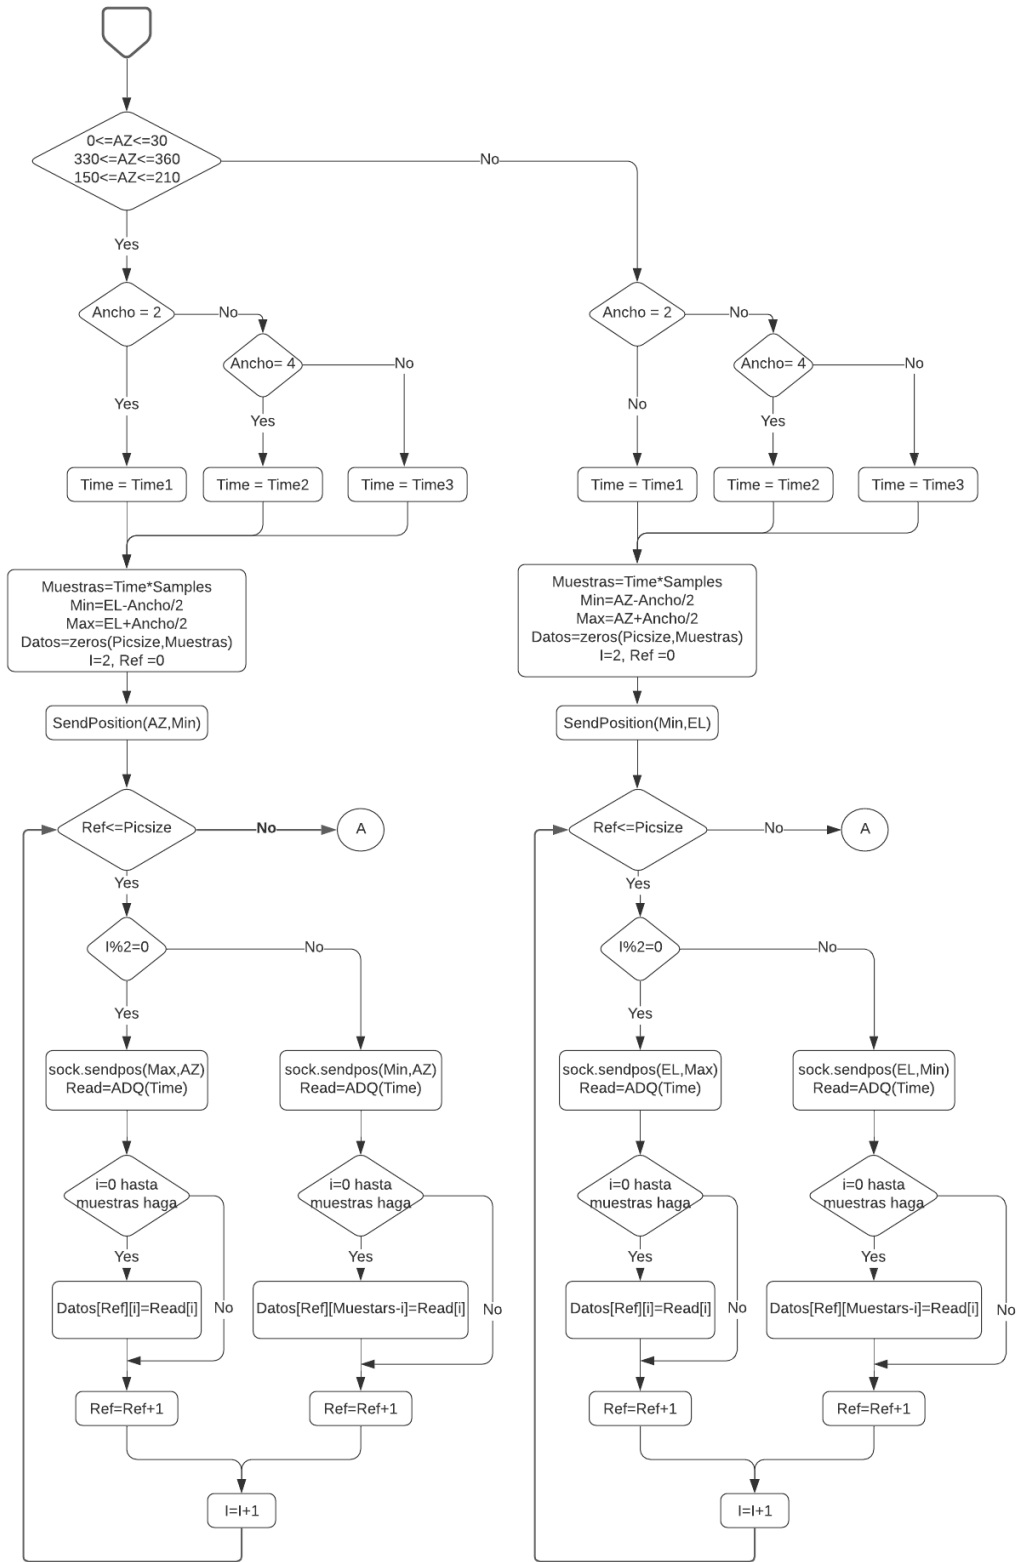 0<=AZ<=30
330<=AZ<=360
150<=AZ<=210
No
Yes
Ancho = 2
No
Ancho= 4
No
Yes
Yes
Time = Time1
Time = Time2
Time = Time3
Muestras=Time*Samples
Min=EL-Ancho/2
Max=EL+Ancho/2
Datos=zeros(Picsize,Muestras)
I=2, Ref =0
SendPosition(AZ,Min)
Ref<=Picsize
No
A
Yes
I%2=0
No
Yes
sock.sendpos(Max,AZ)
Read=ADQ(Time)
sock.sendpos(Min,AZ)
Read=ADQ(Time)
i=0 hasta
muestras haga
i=0 hasta
muestras haga
Yes
Yes
Datos[Ref][i]=Read[i]
No
Datos[Ref][Muestars-i]=Read[i]
No
Ref=Ref+1
Ref=Ref+1
I=I+1
Ancho = 2
No
Ancho= 4
No
No
Yes
Time = Time1
Time = Time2
Time = Time3
Muestras=Time*Samples
Min=AZ-Ancho/2
Max=AZ+Ancho/2
Datos=zeros(Picsize,Muestras)
I=2, Ref =0
SendPosition(Min,EL)
Ref<=Picsize
No
A
Yes
I%2=0
No
Yes
sock.sendpos(EL,Max)
Read=ADQ(Time)
sock.sendpos(EL,Min)
Read=ADQ(Time)
i=0 hasta
muestras haga
i=0 hasta
muestras haga
Yes
Yes
Datos[Ref][i]=Read[i]
No
Datos[Ref][Muestars-i]=Read[i]
No
Ref=Ref+1
Ref=Ref+1
I=I+1